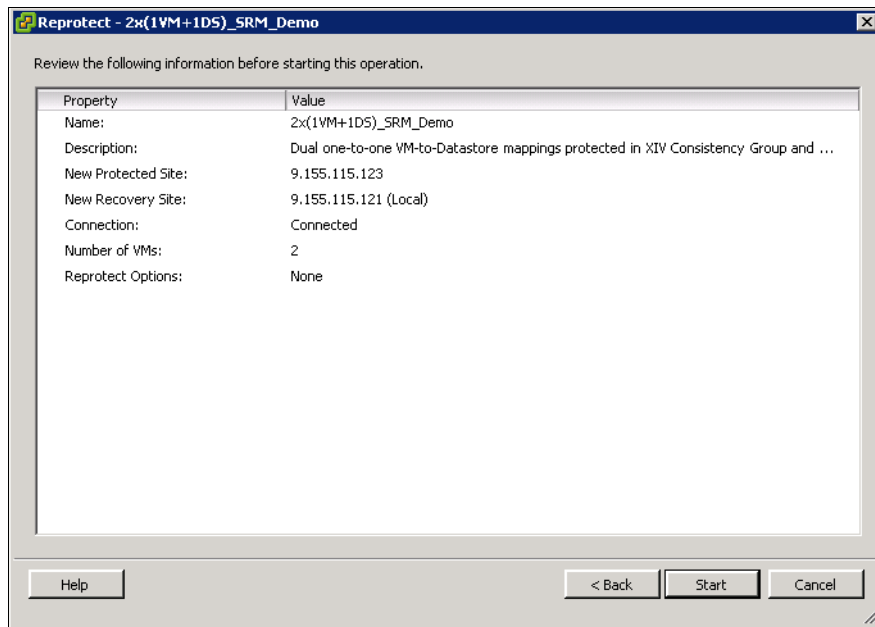 Reprotect - 2x(1VM+1DS)_SRM_Demo
Review the following information before starting this operation.
Property Value
Name: 2x(1VM+1DS)_SRM_Demo
Description: Dual one-to-one VM-to-Datastore mappings protected in XIV Consistency Group and ...
New Protected Site: 9.155.115.123
New Recovery Site: 9.155.115.121 (Local)
Connection: Connected
Number of VMs: 2
Reprotect Options: None
Help < Back Start Cancel